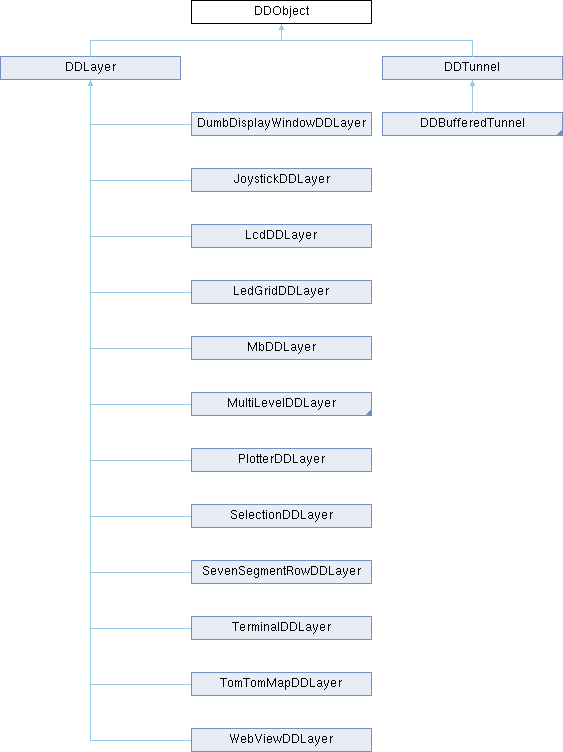 DDObject
DDLayer
DDTunnel
DumbDisplayWindowDDLayer
DDBufferedTunnel
JoystickDDLayer
LcdDDLayer
LedGridDDLayer
MbDDLayer
MultiLevelDDLayer
PlotterDDLayer
SelectionDDLayer
SevenSegmentRowDDLayer
TerminalDDLayer
TomTomMapDDLayer
WebViewDDLayer